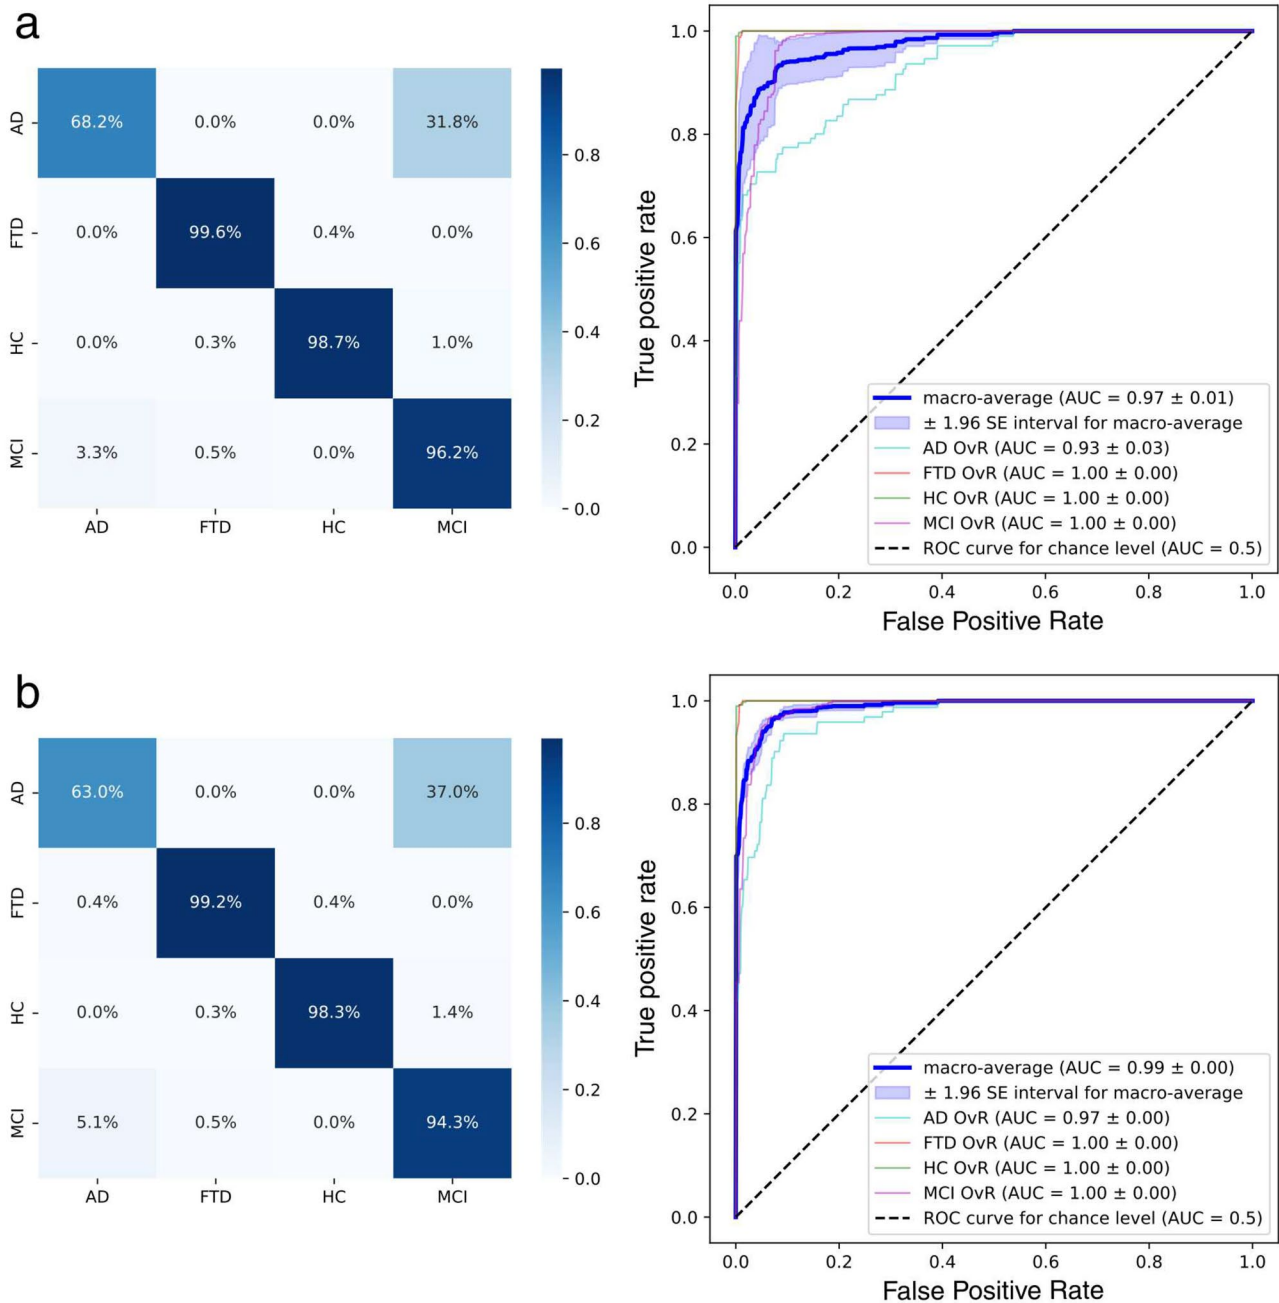 a
AD 68.2% 0.0% 0.0% 31.8%
FTD 0.0% 99.6% 0.4% 0.0%
HC 0.0% 0.3% 98.7% 1.0%
MCI 3.3% 0.5% 0.0% 96.2%
AD FTD HC MCI
0.8
0.6
0.4
0.2
0.0
True positive rate
1.0
0.8
0.6
0.4
0.2
0.0
macro-average (AUC = 0.97 ± 0.01)
± 1.96 SE interval for macro-average
AD OvR (AUC = 0.93 ± 0.03)
FTD OvR (AUC = 1.00 ± 0.00)
HC OvR (AUC = 1.00 ± 0.00)
MCI OvR (AUC = 1.00 ± 0.00)
ROC curve for chance level (AUC = 0.5)
0.0 0.2 0.4 0.6 0.8 1.0
False Positive Rate
b
AD 63.0% 0.0% 0.0% 37.0%
FTD 0.4% 99.2% 0.4% 0.0%
HC 0.0% 0.3% 98.3% 1.4%
MCI 5.1% 0.5% 0.0% 94.3%
AD FTD HC MCI
0.8
0.6
0.4
0.2
0.0
True positive rate
1.0
0.8
0.6
0.4
0.2
0.0
macro-average (AUC = 0.99 ± 0.00)
± 1.96 SE interval for macro-average
AD OvR (AUC = 0.97 ± 0.00)
FTD OvR (AUC = 1.00 ± 0.00)
HC OvR (AUC = 1.00 ± 0.00)
MCI OvR (AUC = 1.00 ± 0.00)
ROC curve for chance level (AUC = 0.5)
0.0 0.2 0.4 0.6 0.8 1.0
False Positive Rate